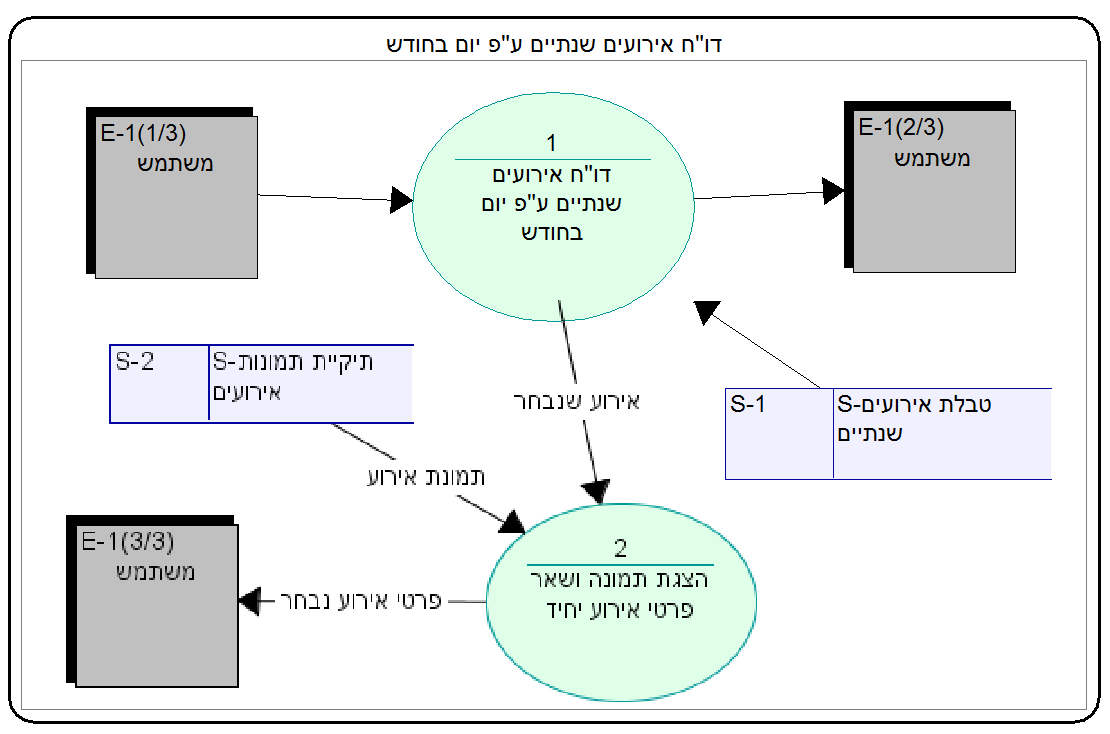 דו"ח אירועים שנתיים ע"פ יום בחודש
E-1(1/3)
משתמש
1
דו"ח אירועים
שנתיים ע"פ יום
בחודש
E-1(2/3)
משתמש
S-2
S-תיקיית תמונות
אירועים
אירוע שנבחר
S-1
S-טבלת אירועים
שנתיים
תמונת אירוע
E-1(3/3)
משתמש
פרטי אירוע נבחר
2
הצגת תמונה ושאר
פרטי אירוע יחיד